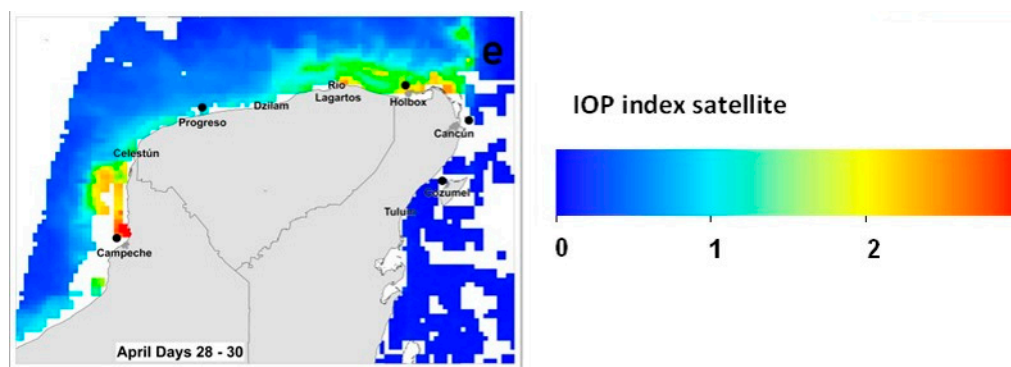 e
Rio
Lagartos
Holbox
Dzilam
Progreso
Cancún
Celestún
Cozumel
Tulum
Campeche
April Days 28 - 30
IOP index satellite
0 1 2